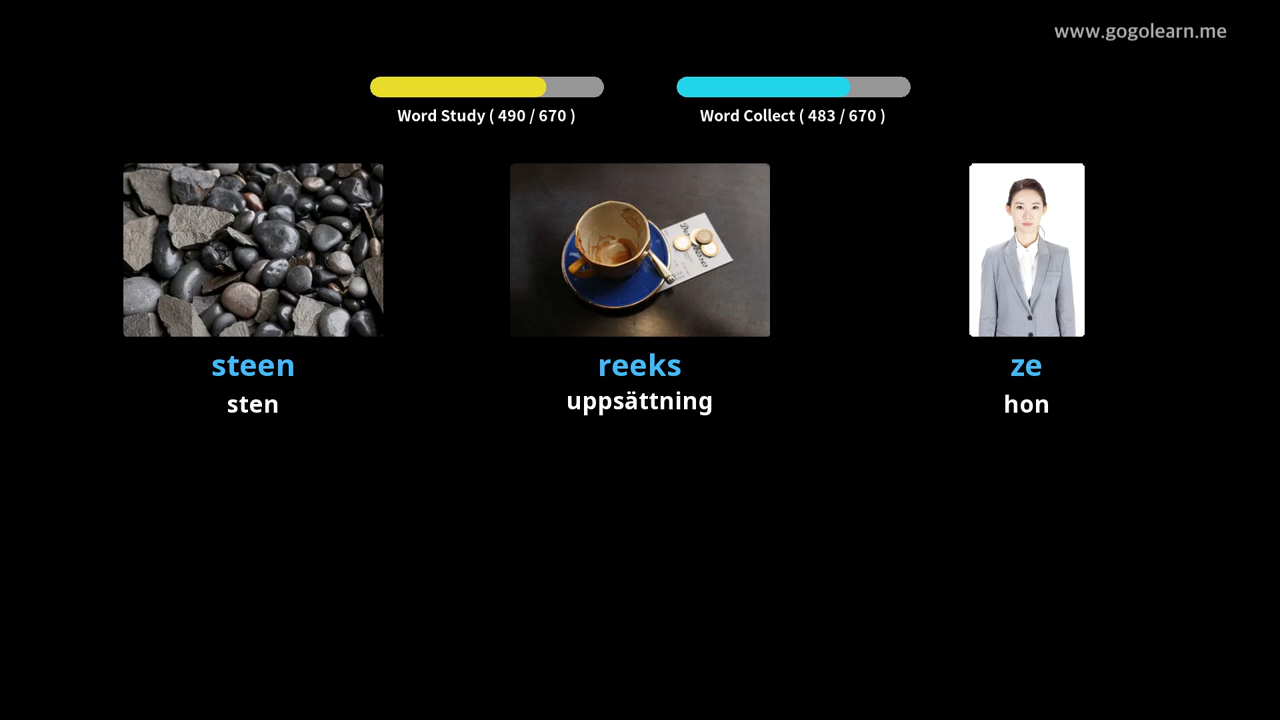 www.gogolearn.me
Word Study ( 490 / 670 )
Word Collect ( 483 / 670 )
steen
reeks
ze
sten
uppsättning
hon